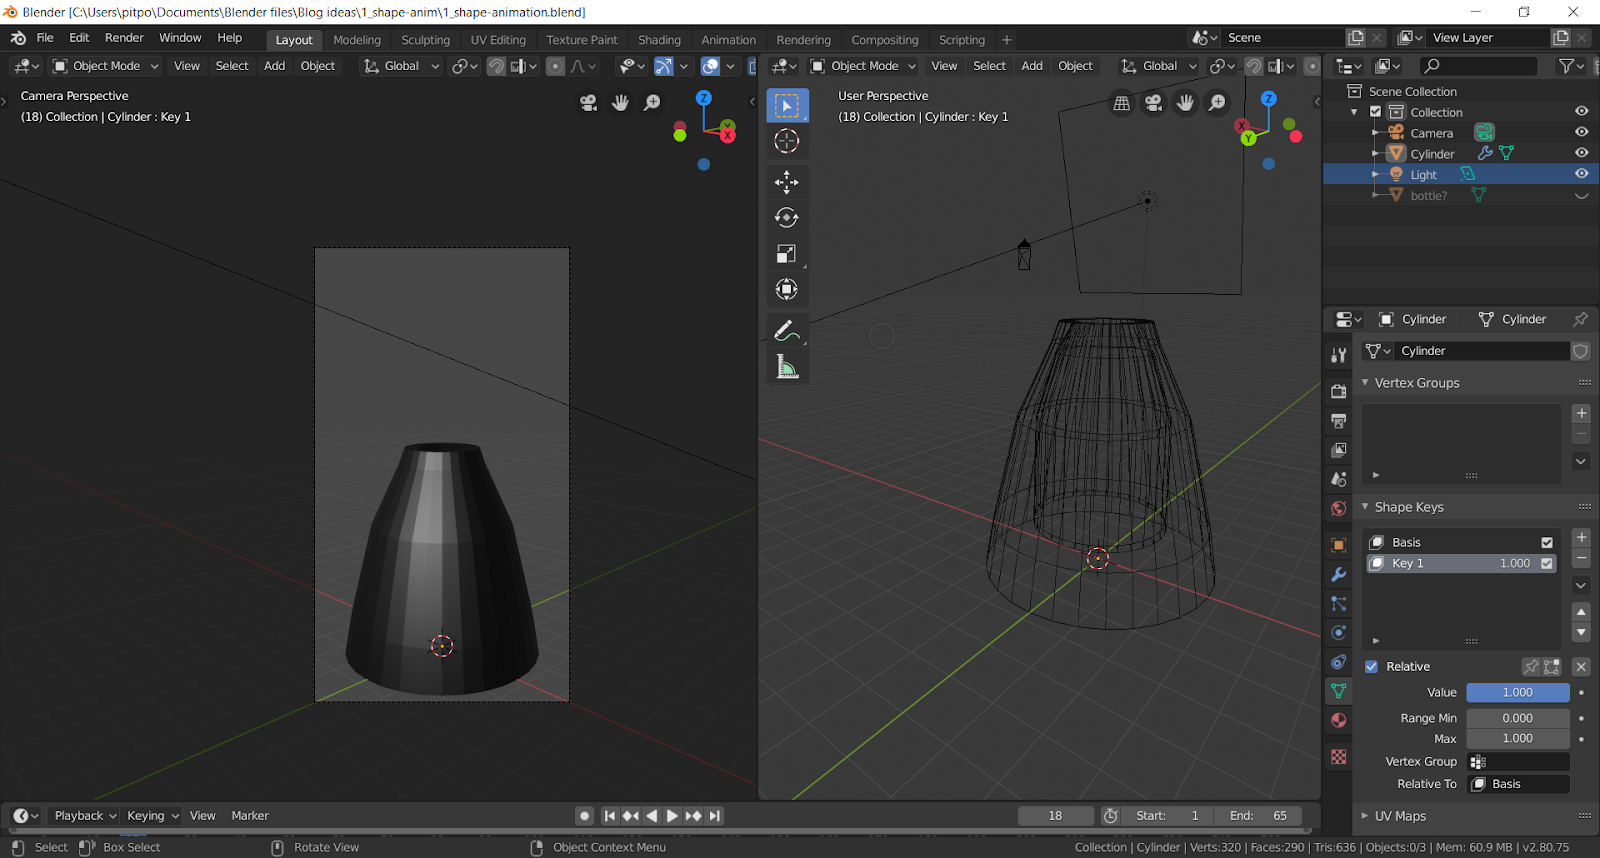 Blender [C:\Users\pitpo\Documents\Blender files\Blog ideas\1_shape-anim\1_shape-animation.blend]
File Edit Render Window Help Layout Modeling Sculpting UV Editing Texture Paint Shading Animation Rendering Compositing Scripting + Scene View Layer
Object Mode View Select Add Object Global Object Mode View Select Add Object Global
Camera Perspective
(18) Collection | Cylinder : Key 1
Z
Y
X
User Perspective
(18) Collection | Cylinder : Key 1
Z
X
Y
Scene Collection
Collection
Camera
Cylinder
Light
bottle?
Cylinder Cylinder
Cylinder
Vertex Groups
Shape Keys
Basis
Key 1 1.000
Relative
Value 1.000
Range Min 0.000
Max 1.000
Vertex Group
Relative To Basis
UV Maps
Playback Keying View Marker 18 Start: 1 End: 65
Select Box Select Rotate View Object Context Menu Collection | Cylinder | Verts:320 | Faces:290 | Tris:636 | Objects:0/3 | Mem: 60.9 MB | v2.80.75